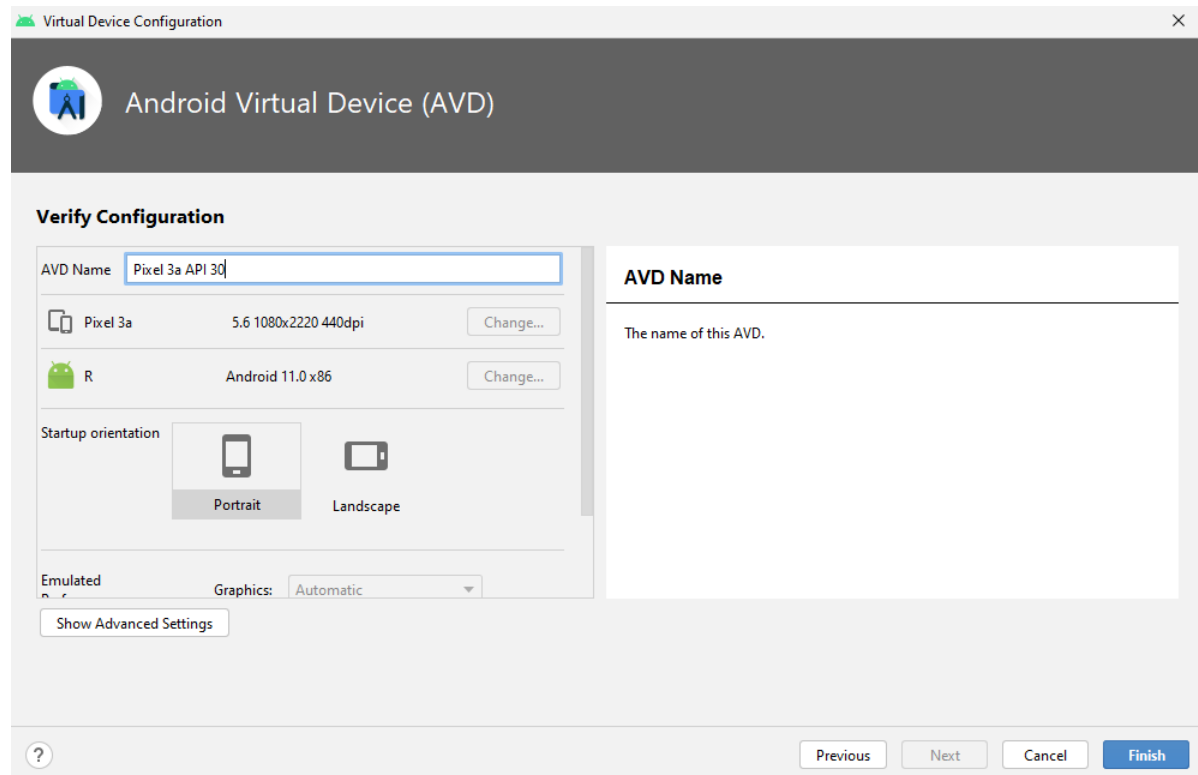 Virtual Device Configuration
Android Virtual Device (AVD)
Verify Configuration
AVD Name Pixel 3a API 30
Pixel 3a 5.6 1080x2220 440dpi Change...
R Android 11.0 x86 Change...
Startup orientation
Portrait Landscape
Emulated
Graphics: Automatic
Show Advanced Settings
AVD Name
The name of this AVD.
? Previous Next Cancel Finish